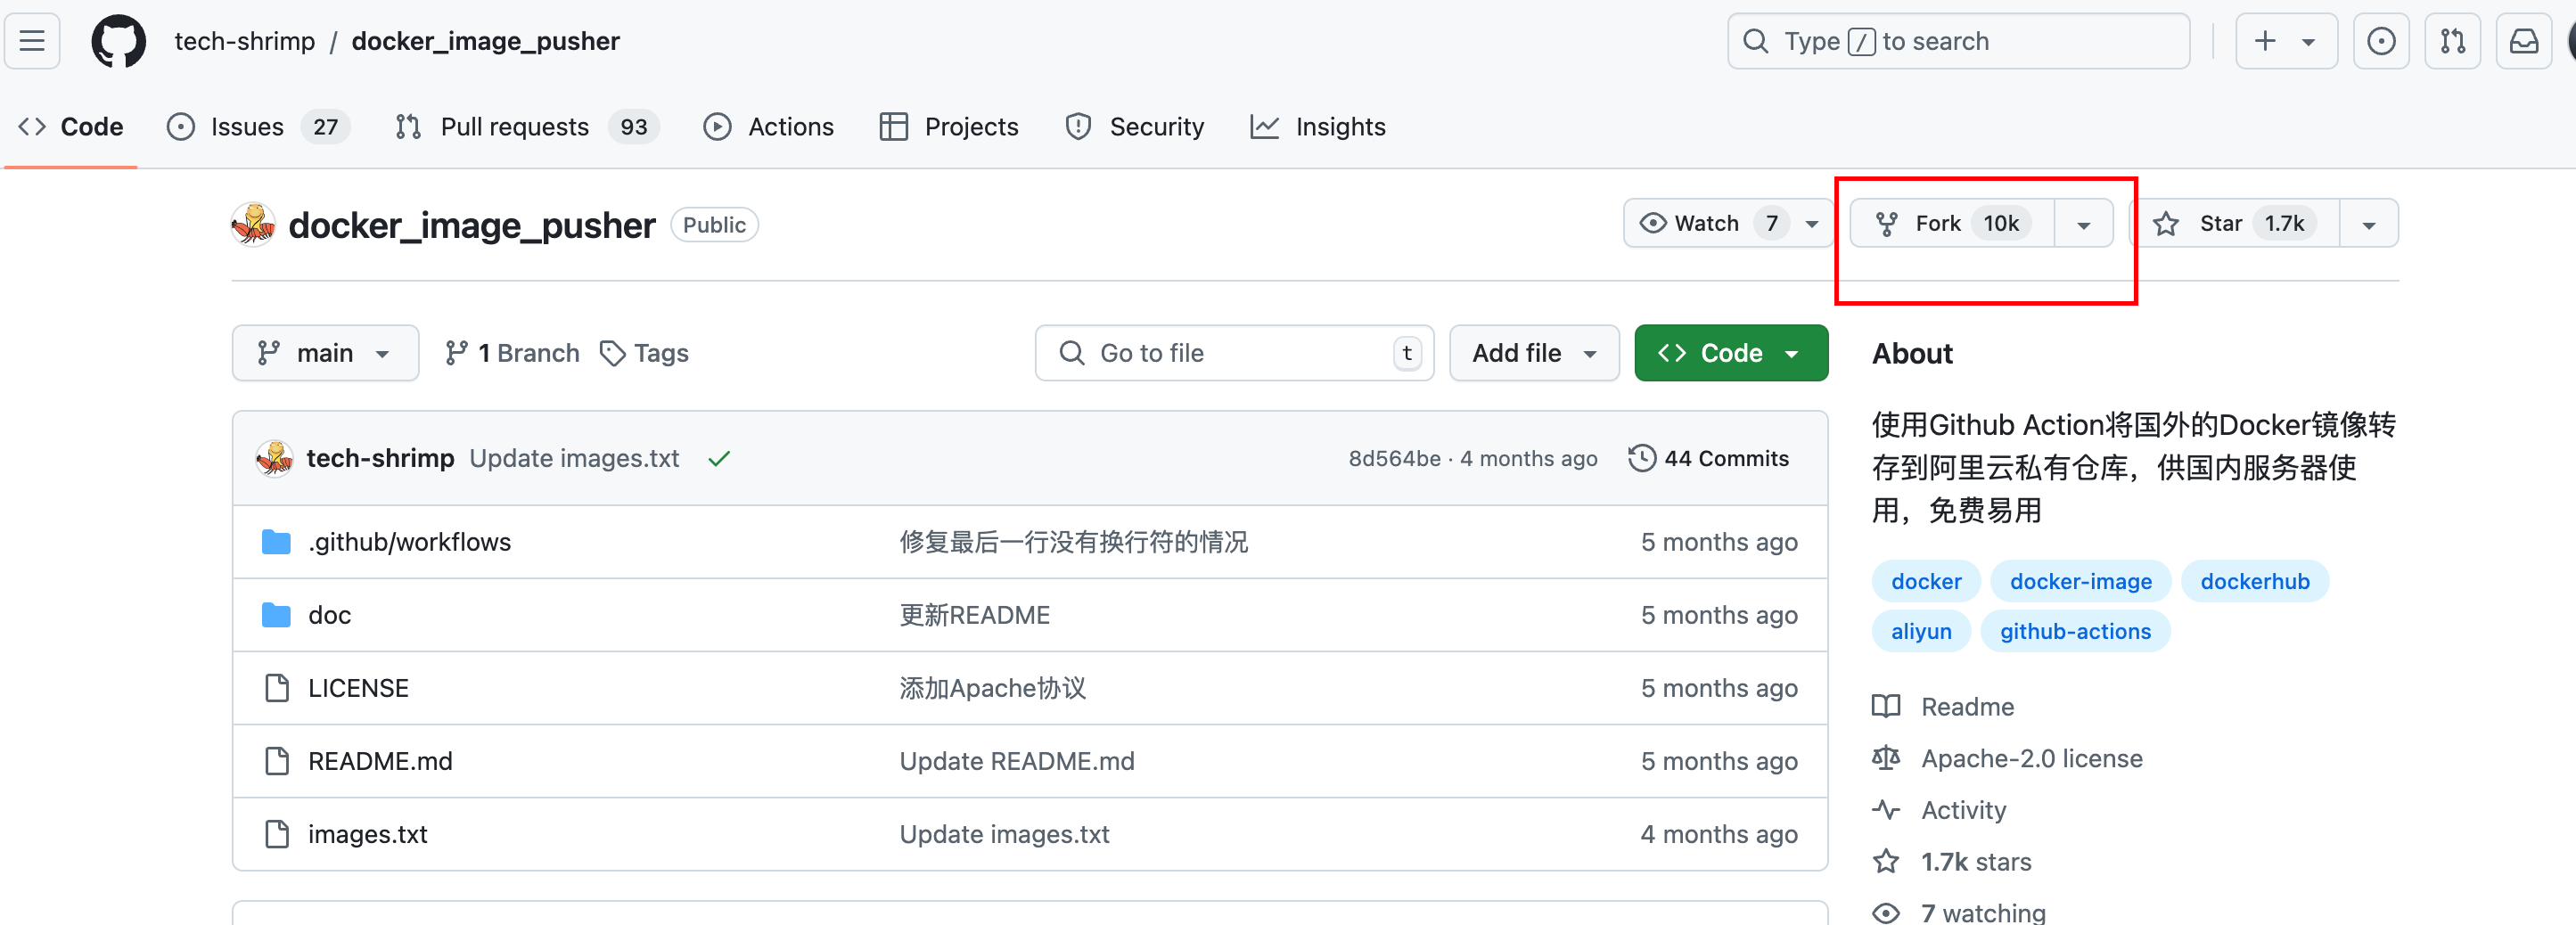 tech-shrimp / docker_image_pusher
Type / to search
Code
Issues 27
Pull requests 93
Actions
Projects
Security
Insights
docker_image_pusher Public
Watch 7
Fork 10k
Star 1.7k
main
1 Branch
Tags
Go to file t
Add file
Code
tech-shrimp Update images.txt
8d564be · 4 months ago
44 Commits
.github/workflows 修复最后一行没有换行符的情况 5 months ago
doc 更新README 5 months ago
LICENSE 添加Apache协议 5 months ago
README.md Update README.md 5 months ago
images.txt Update images.txt 4 months ago
About
使用Github Action将国外的Docker镜像转
存到阿里云私有仓库，供国内服务器使
用，免费易用
docker docker-image dockerhub
aliyun github-actions
Readme
Apache-2.0 license
Activity
1.7k stars
7 watching